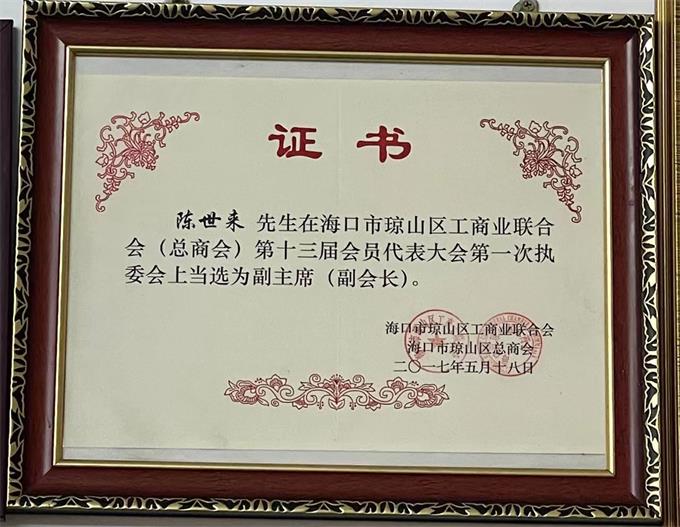 证书
陈世来 先生在海口市琼山区工商业联合
会（总商会）第十三届会员代表大会第一次执
委会上当选为副主席（副会长）。
海口市琼山区工商业联合会
海口市琼山区总商会
二〇一七年五月十八日